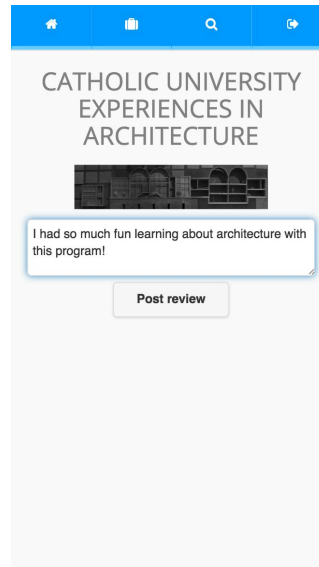 CATHOLIC UNIVERSITY
EXPERIENCES IN
ARCHITECTURE
I had so much fun learning about architecture with
this program!
Post review